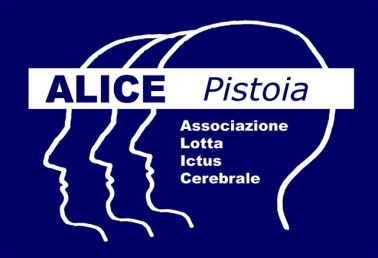 ALICE Pistoia
Associazione
Lotta
Ictus
Cerebrale